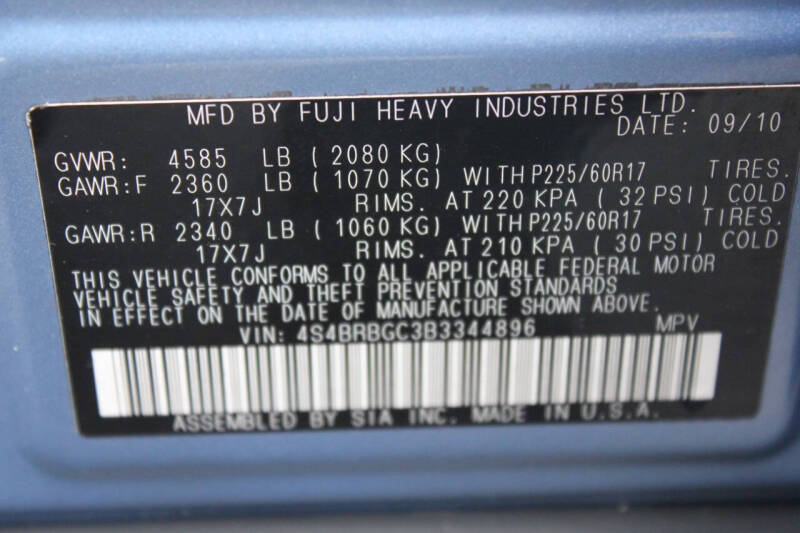 MFD BY FUJI HEAVY INDUSTRIES LTD.
DATE: 09/10
GVWR: 4585 LB ( 2080 KG)
GAWR:F 2360 LB ( 1070 KG) WITH P225/60R17 TIRES.
17X7J RIMS. AT 220 KPA ( 32 PSI) COLD
GAWR:R 2340 LB ( 1060 KG) WITH P225/60R17 TIRES.
17X7J RIMS. AT 210 KPA ( 30 PSI) COLD
THIS VEHICLE CONFORMS TO ALL APPLICABLE FEDERAL MOTOR
VEHICLE SAFETY AND THEFT PREVENTION STANDARDS
IN EFFECT ON THE DATE OF MANUFACTURE SHOWN ABOVE.
VIN: 4S4BRBGC3B3344896 MPV
ASSEMBLED BY SIA INC. MADE IN U.S.A.